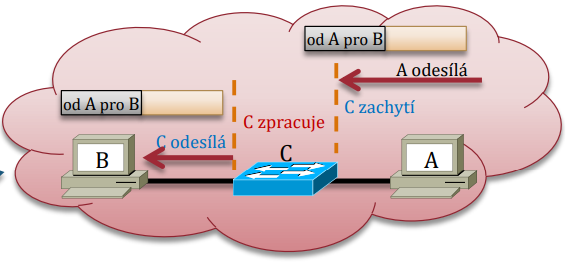 od A pro B
A odesílá
od A pro B
C zachytí
C zpracuje
C odesílá
B
C
A